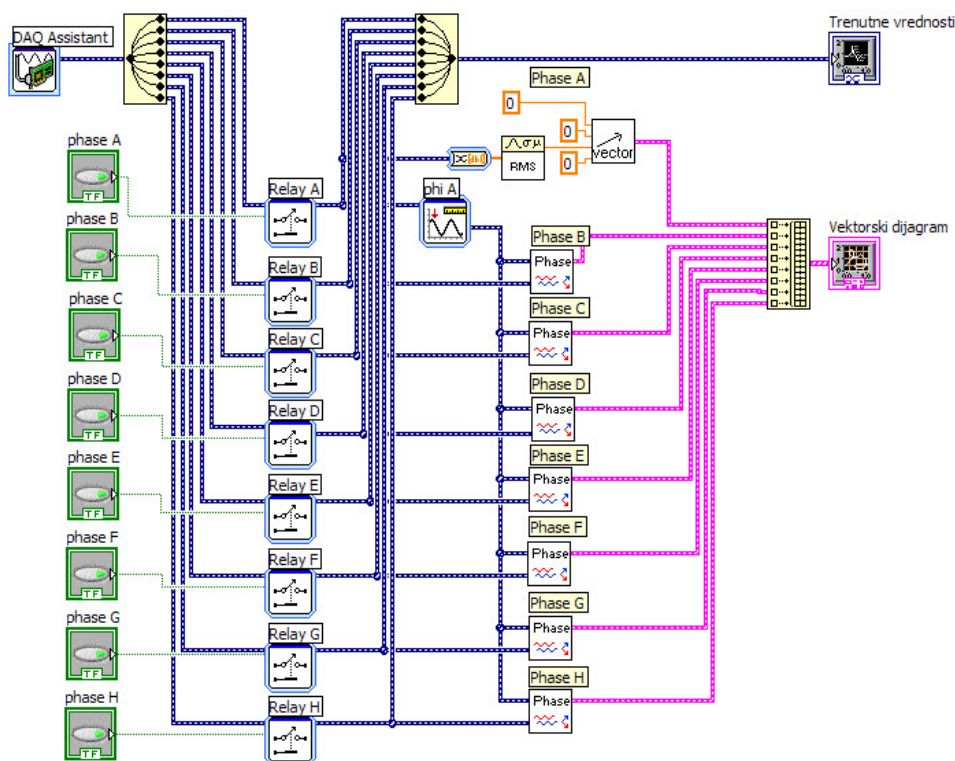 DAQ Assistant
Trenutne vrednosti
Phase A
0
0
0
vector
RMS
phase A
TF
Relay A
phi A
phase B
TF
Relay B
Phase B
Phase
Vektorski dijagram
phase C
TF
Relay C
Phase C
Phase
phase D
TF
Relay D
Phase D
Phase
phase E
TF
Relay E
Phase E
Phase
phase F
TF
Relay F
Phase F
Phase
phase G
TF
Relay G
Phase G
Phase
phase H
TF
Relay H
Phase H
Phase